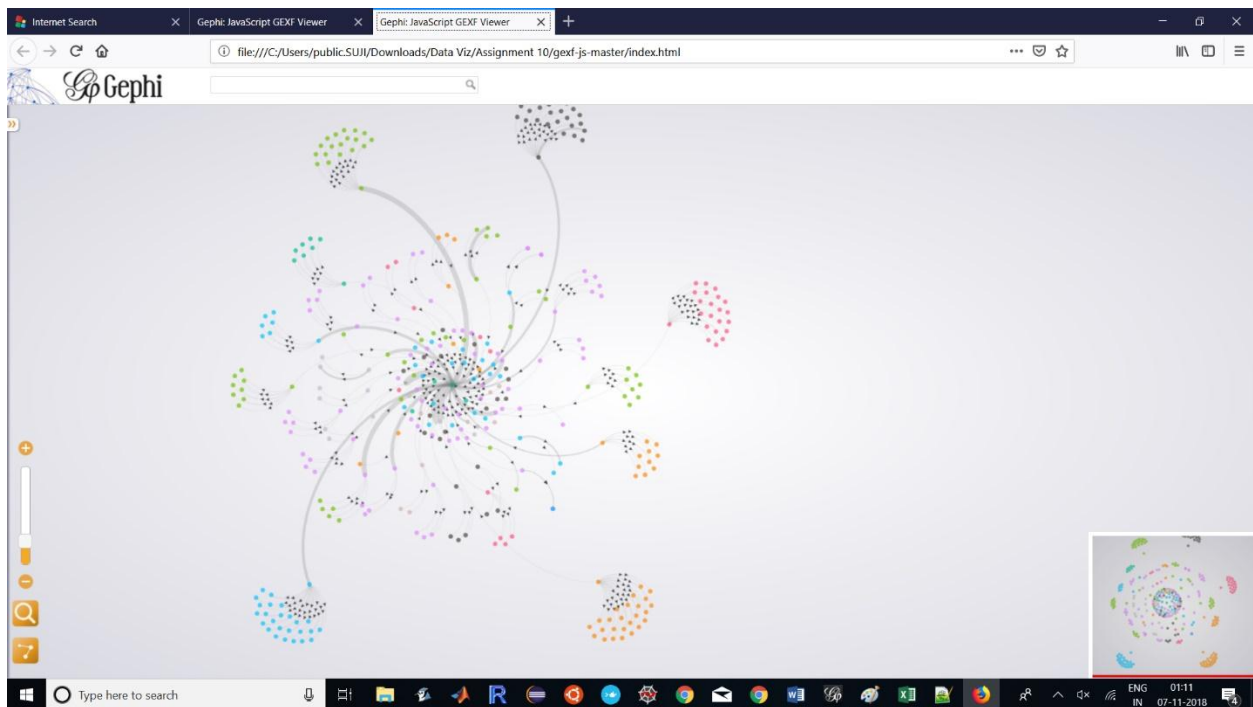 Internet Search
Gephi: JavaScript GEXF Viewer
Gephi: JavaScript GEXF Viewer
file:///C:/Users/public.SUJI/Downloads/Data Viz/Assignment 10/gexf-js-master/index.html
Gephi
Type here to search
ENG
IN
01:11
07-11-2018
4